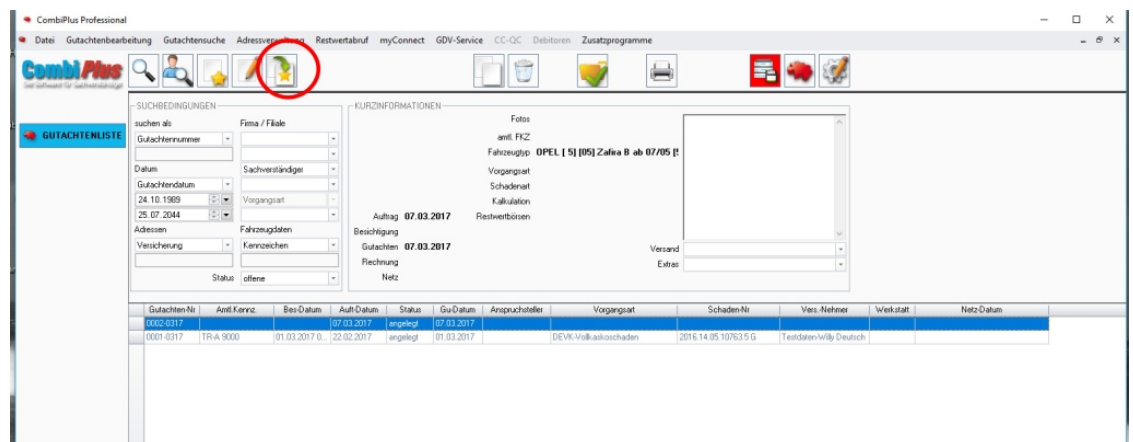 CombiPlus Professional
Datei Gutachtenbearbeitung Gutachtensuche Adressverwaltung Restwertabruf myConnect GDV-Service CC-QC Debitoren Zusatzprogramme
CombiPlus
GUTACHTENLISTE
SUCHBEDINGUNGEN
suchen als Firma / Filiale
Gutachtennummer
Datum Sachverständiger
Gutachtendatum
24.10.1989 Vorgangsart
25.07.2044
Adressen Fahrzeugdaten
Versicherung Kennzeichen
Status offene
KURZINFORMATIONEN
Fotos
amtl. FKZ
Fahrzeugtyp OPEL [ 5] [05] Zafira B ab 07/05 [
Vorgangsart
Schadenart
Kalkulation
Auftrag 07.03.2017 Restwertbörsen
Besichtigung
Gutachten 07.03.2017 Versand
Rechnung Extras
Netz
Gutachten-Nr Amtl.Kennz. Bes-Datum Auft-Datum Status Gu-Datum Anspruchsteller Vorgangsart Schaden-Nr Vers.-Nehmer Werkstatt Netz-Datum
0002-0317 07.03.2017 angelegt 07.03.2017
0001-0317 TR-A 9000 01.03.2017 0... 22.02.2017 angelegt 01.03.2017 DEVK-Vollkaskoschaden 2016.14.05.10763.5 G Testdaten-Willy Deutsch